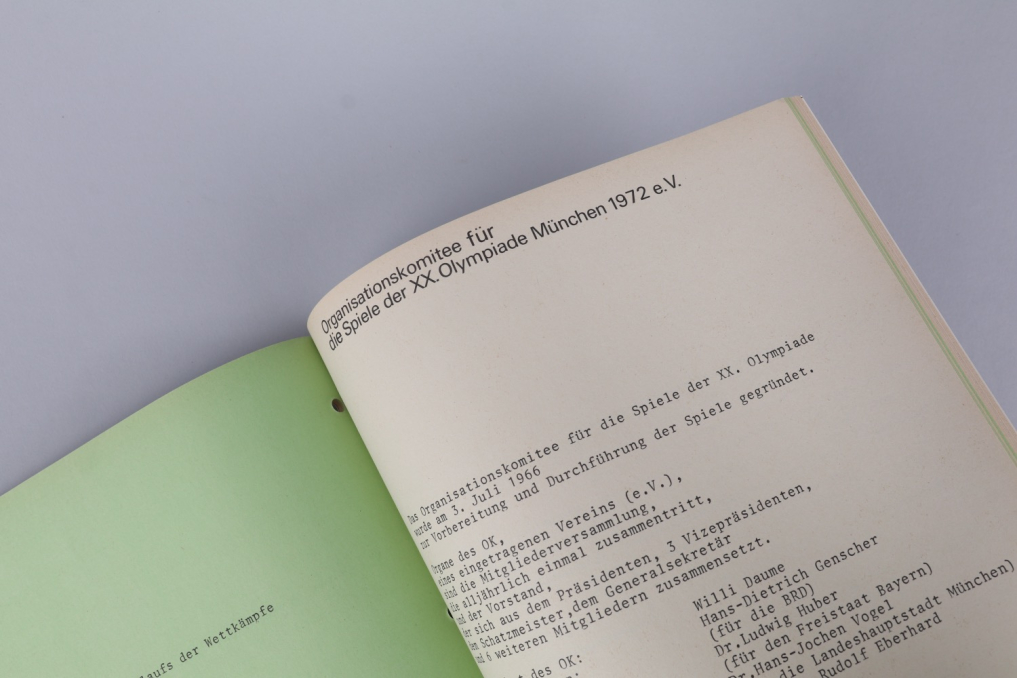 Organisationskomitee für
die Spiele der XX. Olympiade München 1972 e.V.
Das Organisationskomitee für die Spiele der XX. Olympiade
wurde am 3. Juli 1966
zur Vorbereitung und Durchführung der Spiele gegründet.
Organe des OK,
eines eingetragenen Vereins (e.V.),
sind die Mitgliederversammlung,
die alljährlich einmal zusammentritt,
und der Vorstand,
der sich aus dem Präsidenten, 3 Vizepräsidenten,
dem Schatzmeister, dem Generalsekretär
und 6 weiteren Mitgliedern zusammensetzt.
des OK:
Willi Daume
Hans-Dietrich Genscher
(für die BRD)
Dr. Ludwig Huber
(für den Freistaat Bayern)
Dr. Hans-Jochen Vogel
die Landeshauptstadt München)
Rudolf Eberhard
der Wettkämpfe